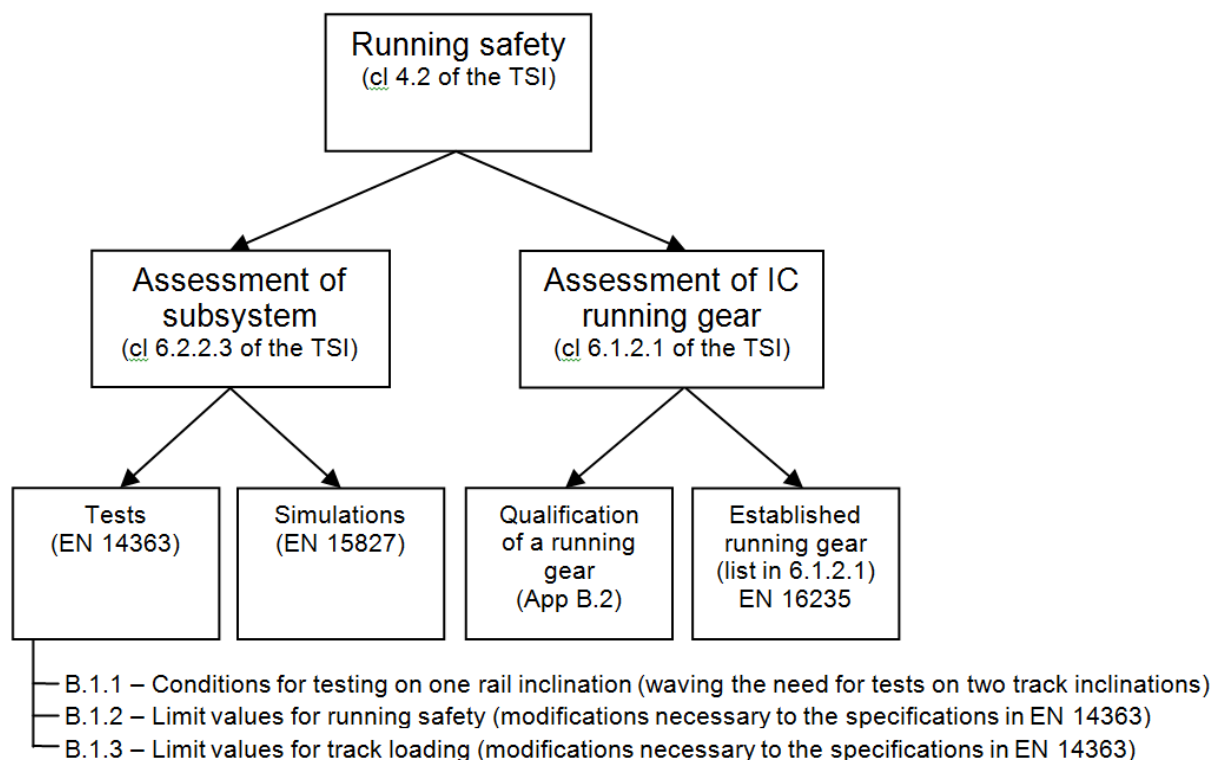 Running safety
(cl 4.2 of the TSI)
Assessment of
subsystem
(cl 6.2.2.3 of the TSI)
Assessment of IC
running gear
(cl 6.1.2.1 of the TSI)
Tests
(EN 14363)
Simulations
(EN 15827)
Qualification
of a running
gear
(App B.2)
Established
running gear
(list in 6.1.2.1)
EN 16235
B.1.1 – Conditions for testing on one rail inclination (waving the need for tests on two track inclinations)
B.1.2 – Limit values for running safety (modifications necessary to the specifications in EN 14363)
B.1.3 – Limit values for track loading (modifications necessary to the specifications in EN 14363)